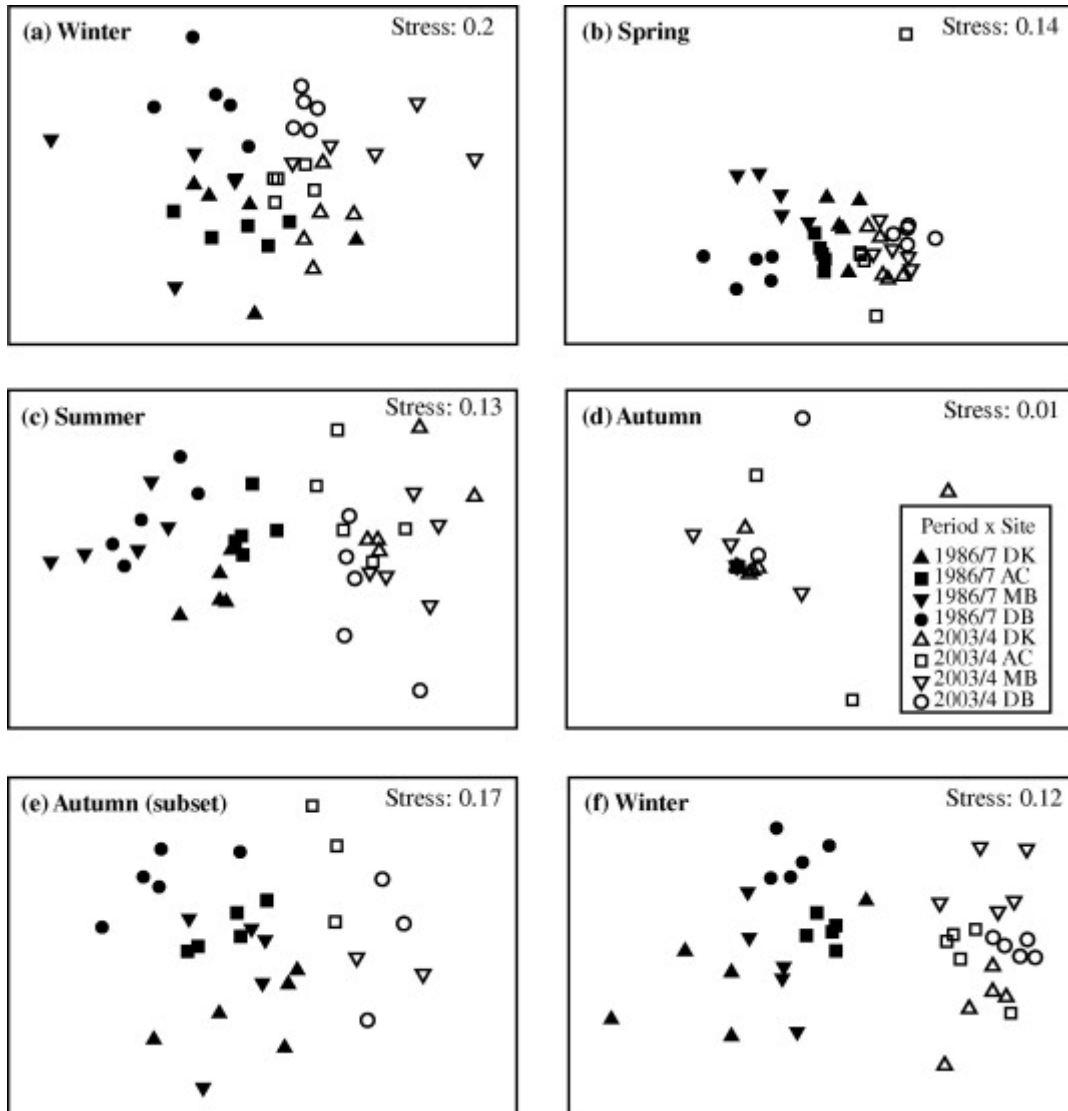 (a) Winter Stress: 0.2
(b) Spring Stress: 0.14
(c) Summer Stress: 0.13
(d) Autumn Stress: 0.01
Period x Site
1986/7 DK
1986/7 AC
1986/7 MB
1986/7 DB
2003/4 DK
2003/4 AC
2003/4 MB
2003/4 DB
(e) Autumn (subset) Stress: 0.17
(f) Winter Stress: 0.12